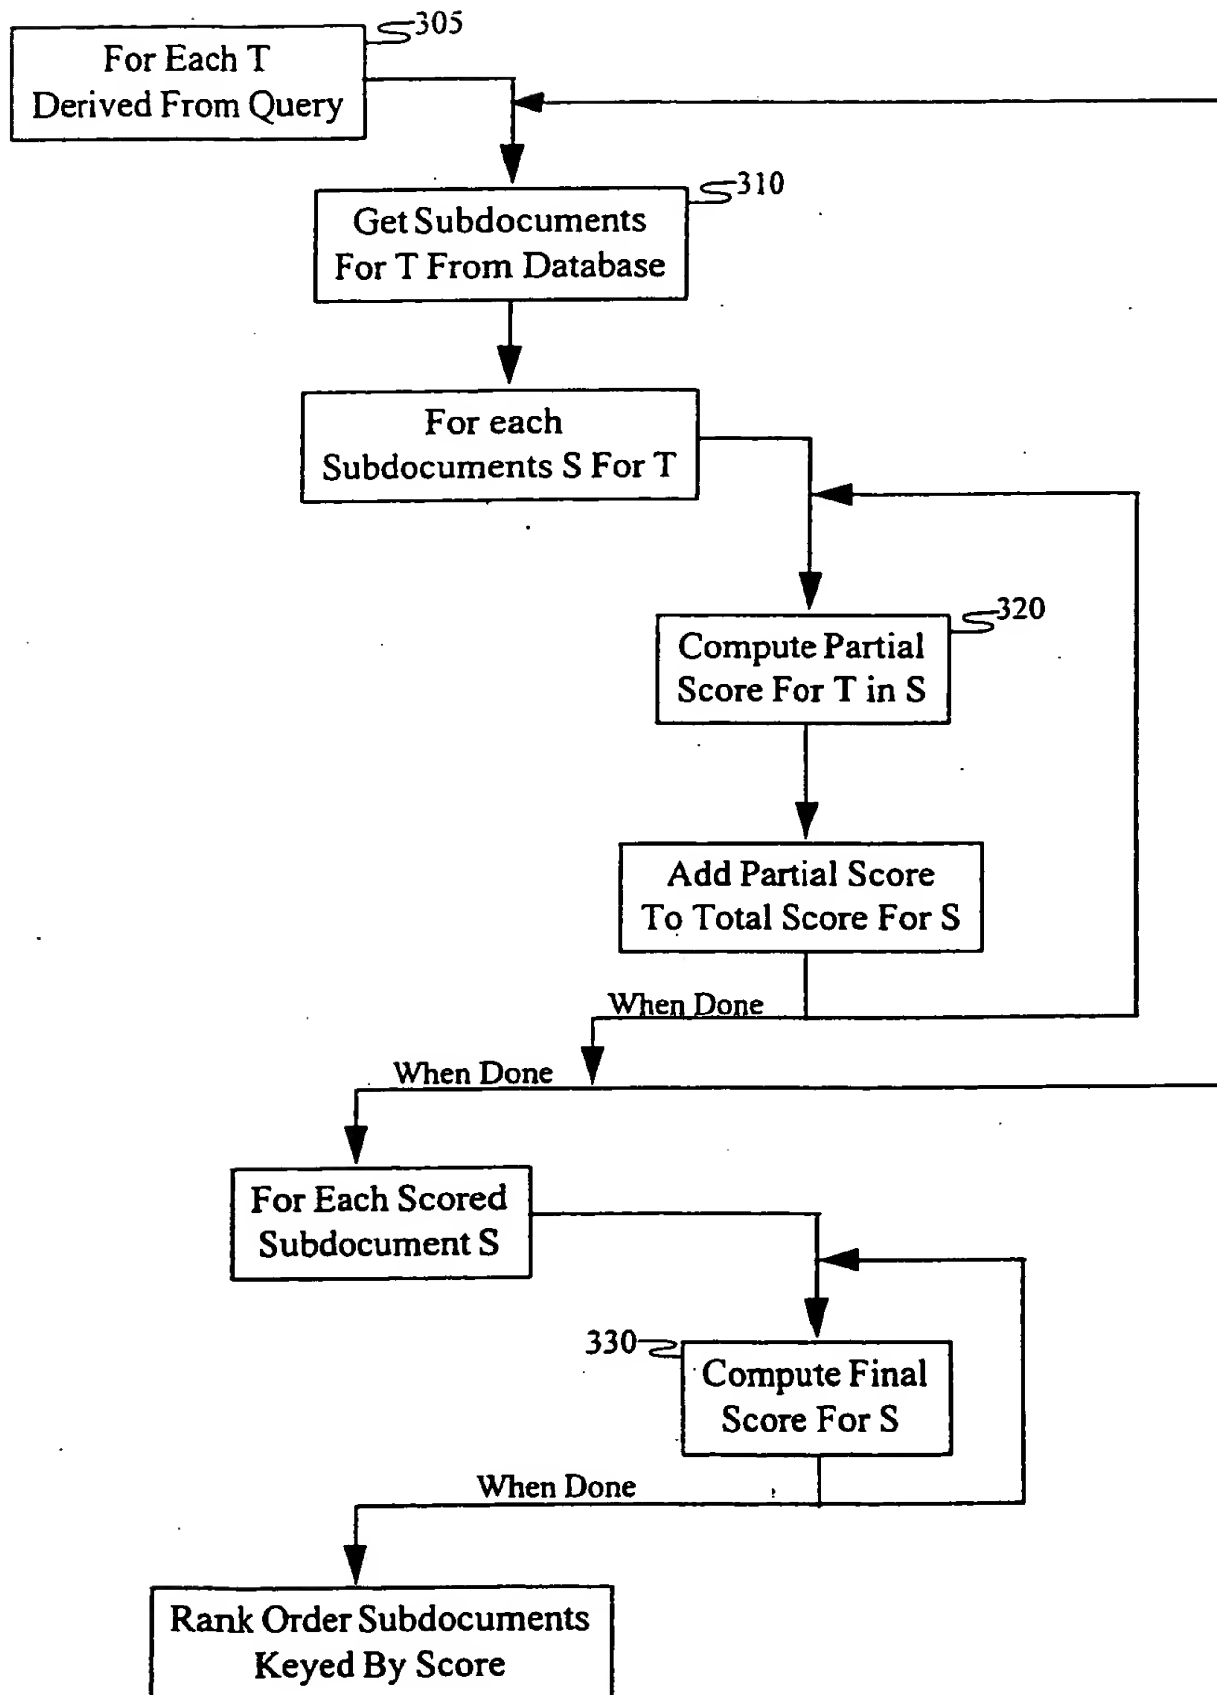 305
For Each T
Derived From Query
310
Get Subdocuments
For T From Database
For each
Subdocuments S For T
320
Compute Partial
Score For T in S
Add Partial Score
To Total Score For S
When Done
When Done
For Each Scored
Subdocument S
330
Compute Final
Score For S
When Done
Rank Order Subdocuments
Keyed By Score